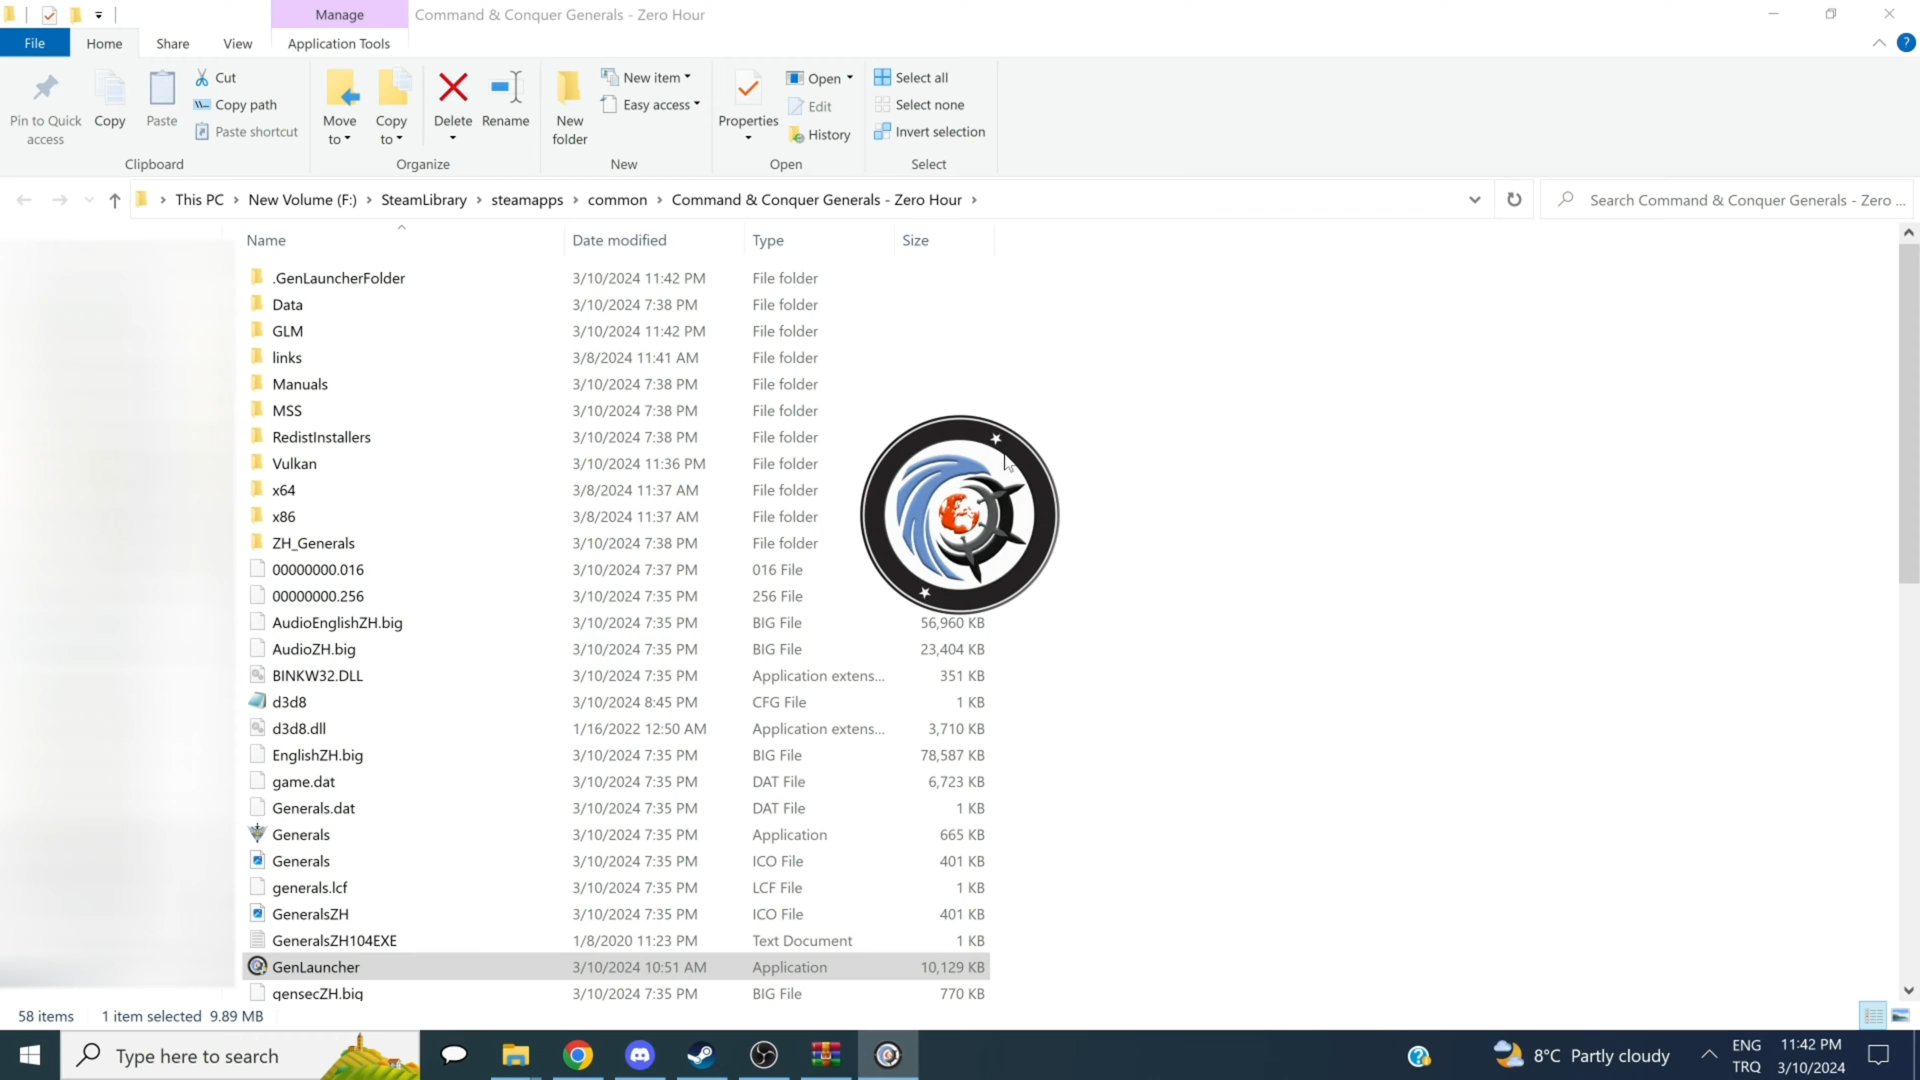 Manage
Command & Conquer Generals - Zero Hour
File
Home
Share
View
Application Tools
Pin to Quick access
Copy
Paste
Cut
Copy path
Paste shortcut
Clipboard
Move to
Copy to
Delete
Rename
Organize
New folder
New item
Easy access
New
Properties
Open
Edit
History
Open
Select all
Select none
Invert selection
Select
This PC › New Volume (F:) › SteamLibrary › steamapps › common › Command & Conquer Generals - Zero Hour ›
Search Command & Conquer Generals - Zero ...
Name Date modified Type Size
.GenLauncherFolder 3/10/2024 11:42 PM File folder
Data 3/10/2024 7:38 PM File folder
GLM 3/10/2024 11:42 PM File folder
links 3/8/2024 11:41 AM File folder
Manuals 3/10/2024 7:38 PM File folder
MSS 3/10/2024 7:38 PM File folder
RedistInstallers 3/10/2024 7:38 PM File folder
Vulkan 3/10/2024 11:36 PM File folder
x64 3/8/2024 11:37 AM File folder
x86 3/8/2024 11:37 AM File folder
ZH_Generals 3/10/2024 7:38 PM File folder
00000000.016 3/10/2024 7:37 PM 016 File
00000000.256 3/10/2024 7:35 PM 256 File
AudioEnglishZH.big 3/10/2024 7:35 PM BIG File 56,960 KB
AudioZH.big 3/10/2024 7:35 PM BIG File 23,404 KB
BINKW32.DLL 3/10/2024 7:35 PM Application extens... 351 KB
d3d8 3/10/2024 8:45 PM CFG File 1 KB
d3d8.dll 1/16/2022 12:50 AM Application extens... 3,710 KB
EnglishZH.big 3/10/2024 7:35 PM BIG File 78,587 KB
game.dat 3/10/2024 7:35 PM DAT File 6,723 KB
Generals.dat 3/10/2024 7:35 PM DAT File 1 KB
Generals 3/10/2024 7:35 PM Application 665 KB
Generals 3/10/2024 7:35 PM ICO File 401 KB
generals.lcf 3/10/2024 7:35 PM LCF File 1 KB
GeneralsZH 3/10/2024 7:35 PM ICO File 401 KB
GeneralsZH104EXE 1/8/2020 11:23 PM Text Document 1 KB
GenLauncher 3/10/2024 10:51 AM Application 10,129 KB
gensecZH.big 3/10/2024 7:35 PM BIG File 770 KB
58 items 1 item selected 9.89 MB
Type here to search
8°C Partly cloudy
ENG
TRQ
11:42 PM
3/10/2024